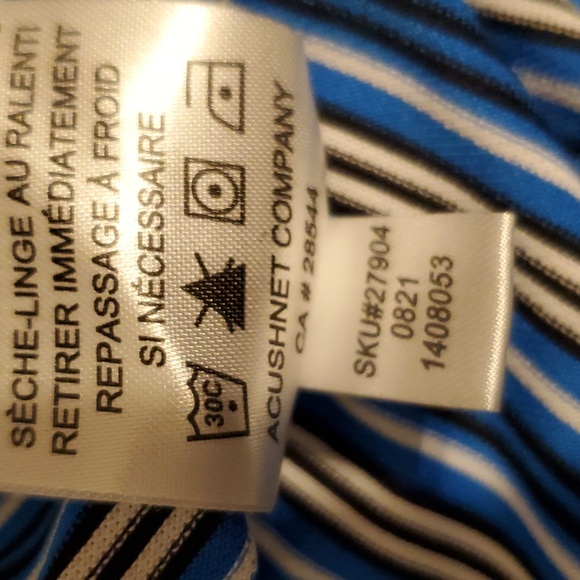 SÈCHE-LINGE AU RALENTI
RETIRER IMMÉDIATEMENT
REPASSAGE À FROID
SI NÉCESSAIRE
30C
ACUSHNET COMPANY
CA # 28544
SKU#27904
0821
1408053